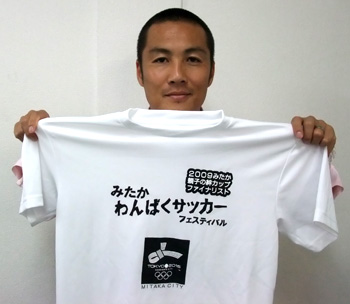 2009みたか
親子の絆カップ
ファイナリスト
みたか
わんぱくサッカー
フェスティバル
TOKYO2016
MITAKA CITY